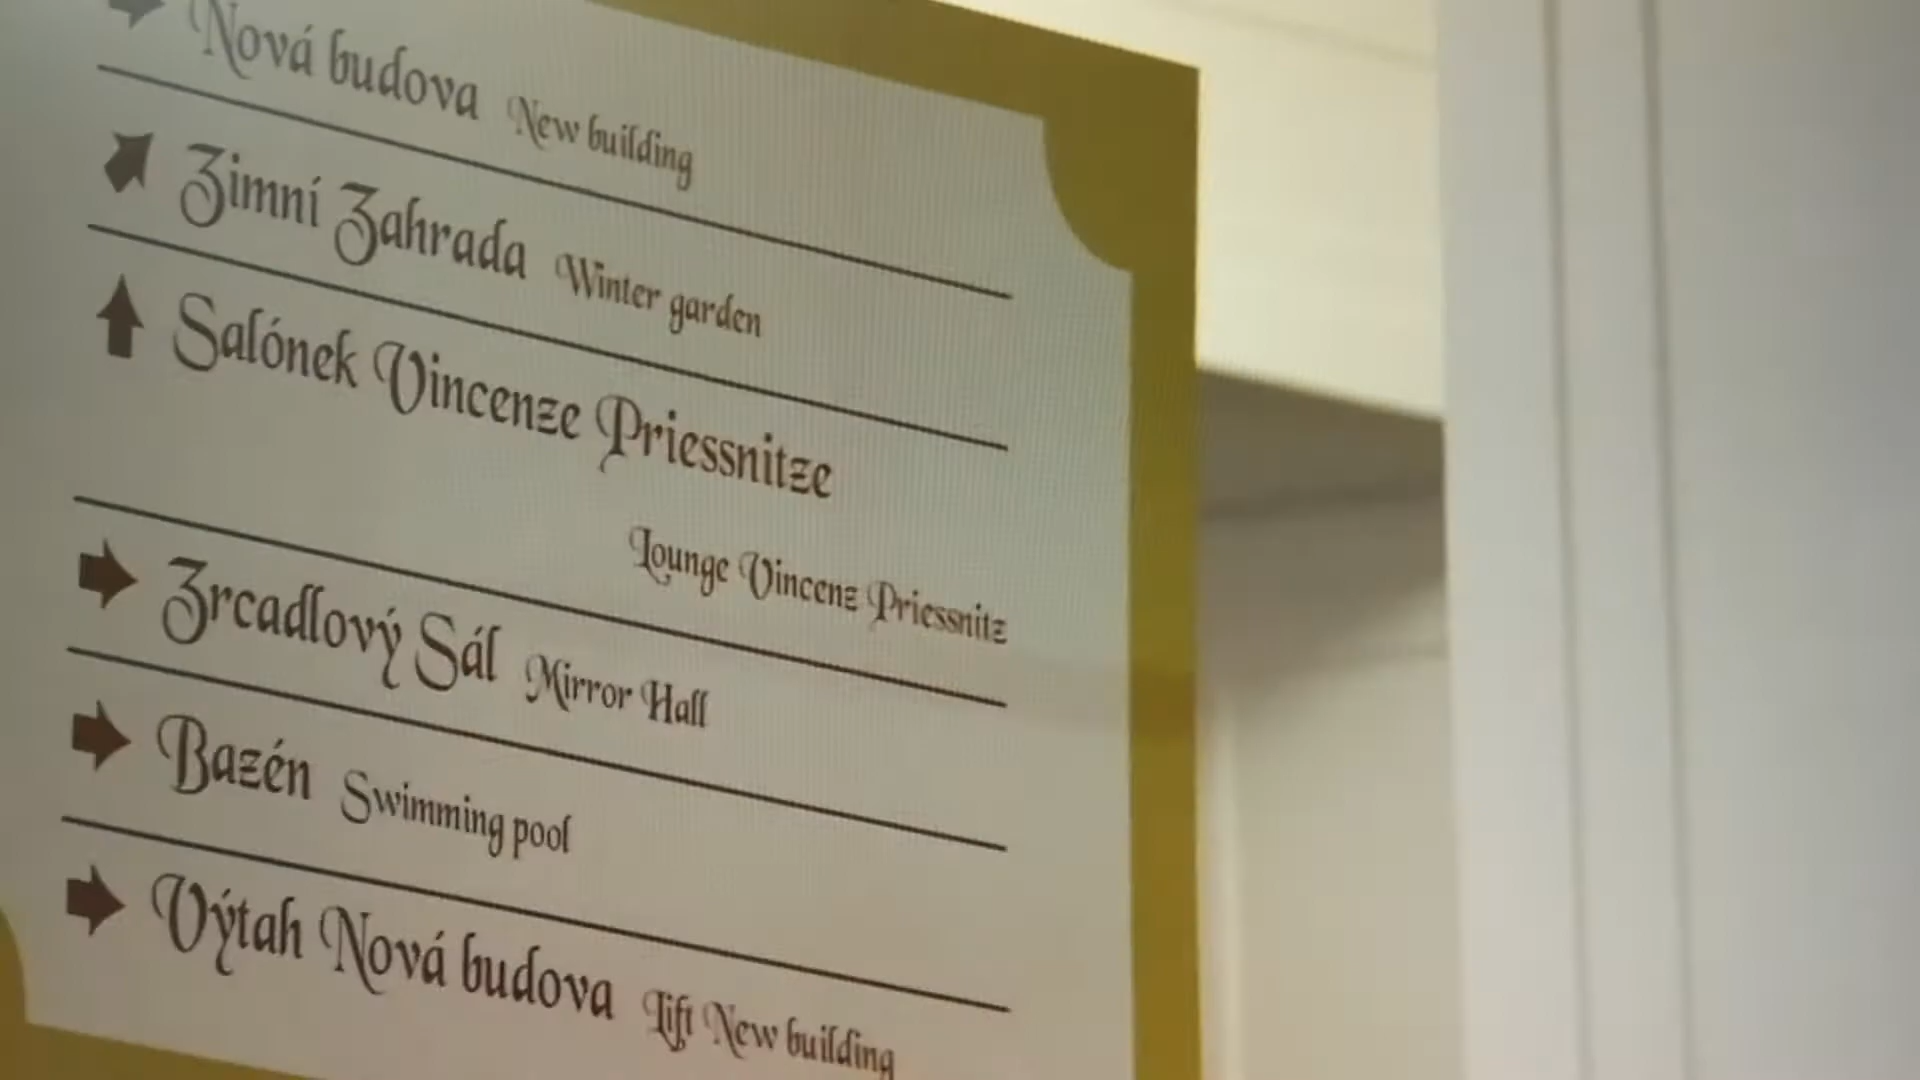 Nová budova New building
Zimní Zahrada Winter garden
Salónek Vincenze Priessnitze
Lounge Vincenz Priessnitz
Zrcadlový Sál Mirror Hall
Bazén Swimming pool
Výtah Nová budova Lift New building